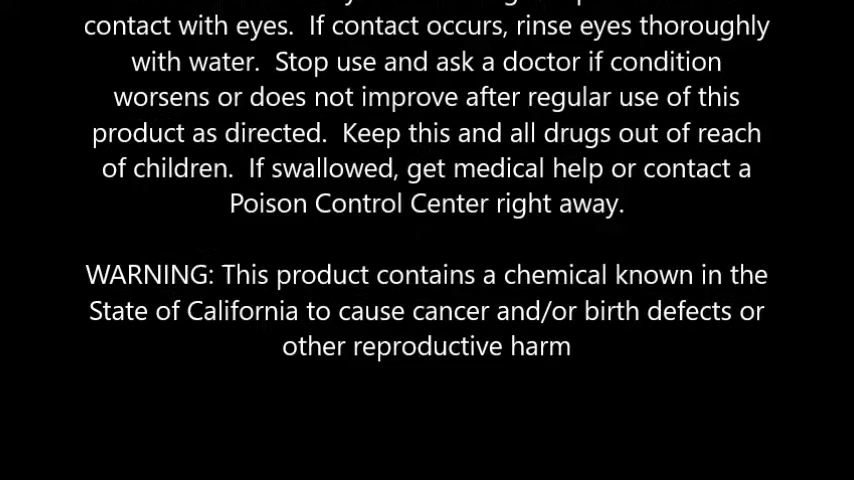 contact with eyes.  If contact occurs, rinse eyes thoroughly
with water.  Stop use and ask a doctor if condition
worsens or does not improve after regular use of this
product as directed.  Keep this and all drugs out of reach
of children.  If swallowed, get medical help or contact a
Poison Control Center right away.
WARNING: This product contains a chemical known in the
State of California to cause cancer and/or birth defects or
other reproductive harm